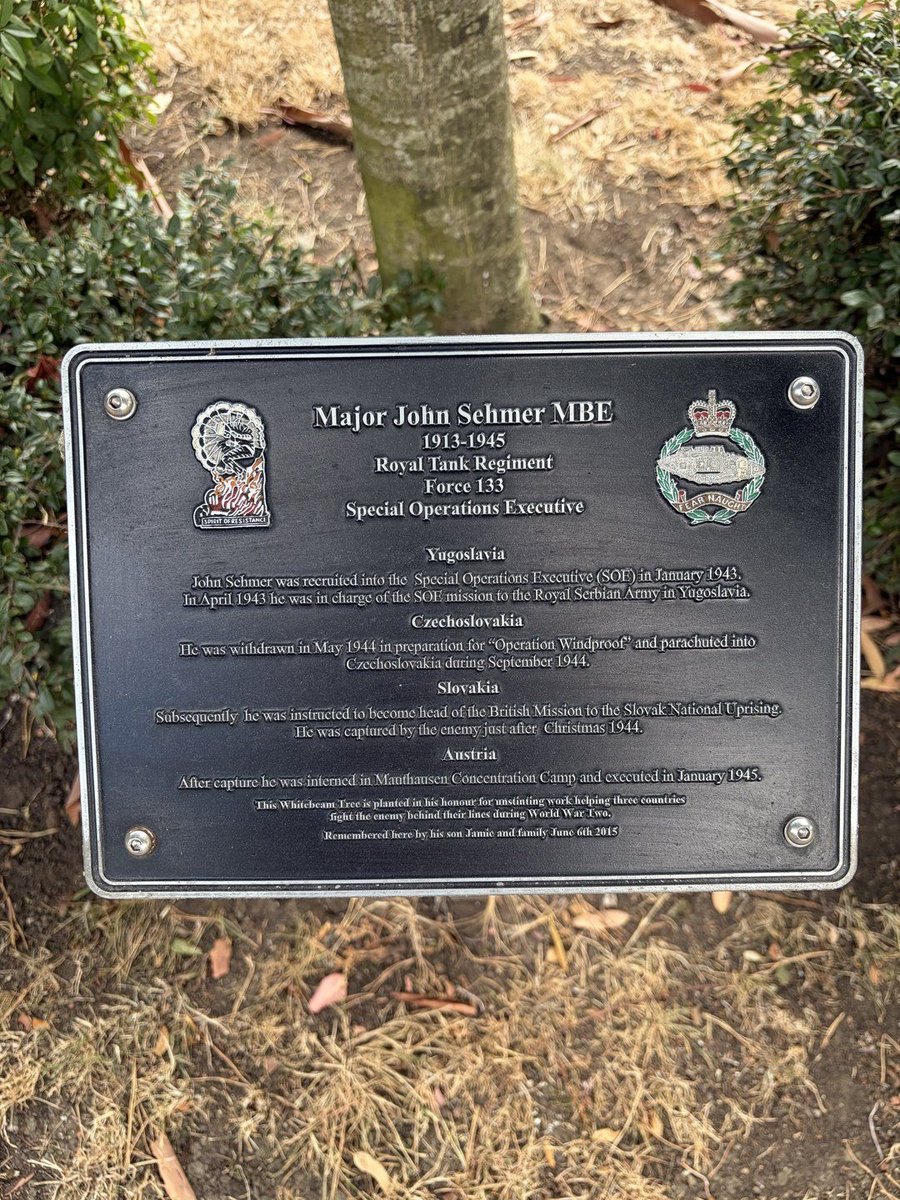 Major John Sehmer MBE
1913-1945
Royal Tank Regiment
Force 133
Special Operations Executive
SPIRIT OF RESISTANCE
FEAR NAUGHT
Yugoslavia
John Sehmer was recruited into the Special Operations Executive (SOE) in January 1943.
In April 1943 he was in charge of the SOE mission to the Royal Serbian Army in Yugoslavia.
Czechoslovakia
He was withdrawn in May 1944 in preparation for "Operation Windproof" and parachuted into
Czechoslovakia during September 1944.
Slovakia
Subsequently he was instructed to become head of the British Mission to the Slovak National Uprising.
He was captured by the enemy just after Christmas 1944.
Austria
After capture he was interned in Mauthausen Concentration Camp and executed in January 1945.
This Whitebeam Tree is planted in his honour for unstinting work helping three countries
fight the enemy behind their lines during World War Two.
Remembered here by his son Jamie and family June 6th 2015